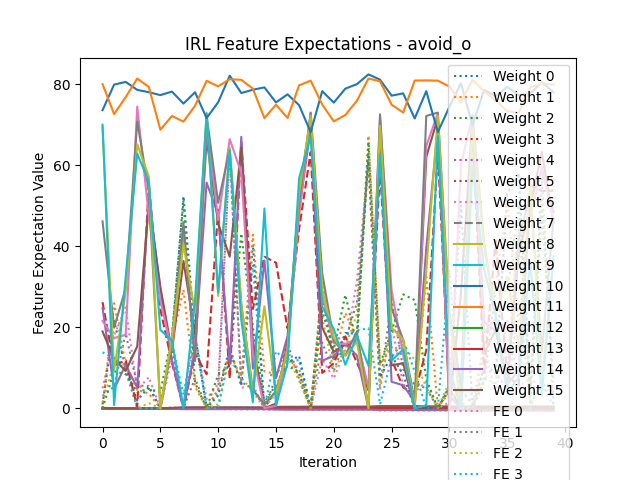 IRL Feature Expectations - avoid_o
Feature Expectation Value
80
60
40
20
0
0
5
10
15
20
25
30
35
40
Iteration
Weight 0
Weight 1
Weight 2
Weight 3
Weight 4
Weight 5
Weight 6
Weight 7
Weight 8
Weight 9
Weight 10
Weight 11
Weight 12
Weight 13
Weight 14
Weight 15
FE 0
FE 1
FE 2
FE 3